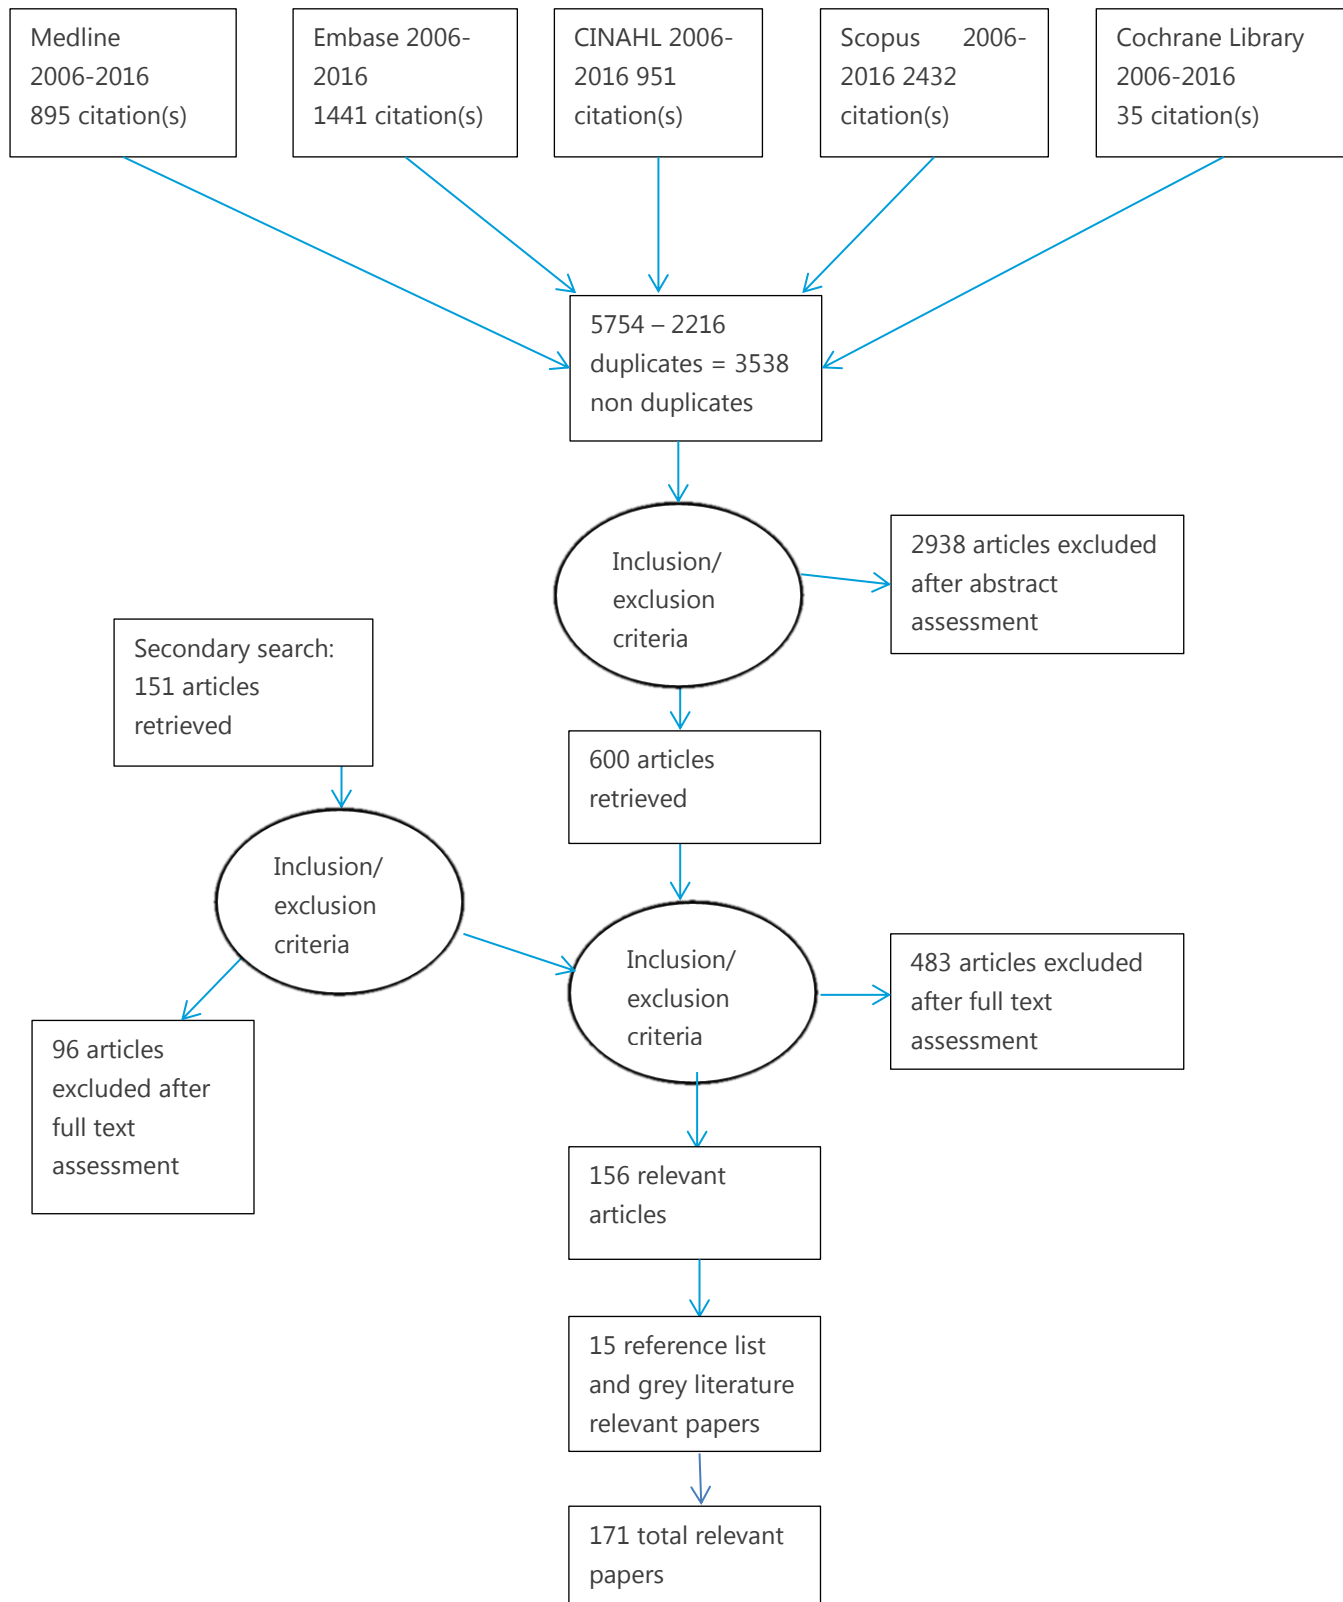 Medline
2006-2016
895 citation(s)
Embase 2006-
2016
1441 citation(s)
CINAHL 2006-
2016 951
citation(s)
Scopus 2006-
2016 2432
citation(s)
Cochrane Library
2006-2016
35 citation(s)
5754 – 2216
duplicates = 3538
non duplicates
Inclusion/
exclusion
criteria
2938 articles excluded
after abstract
assessment
Secondary search:
151 articles
retrieved
600 articles
retrieved
Inclusion/
exclusion
criteria
Inclusion/
exclusion
criteria
483 articles excluded
after full text
assessment
96 articles
excluded after
full text
assessment
156 relevant
articles
15 reference list
and grey literature
relevant papers
171 total relevant
papers